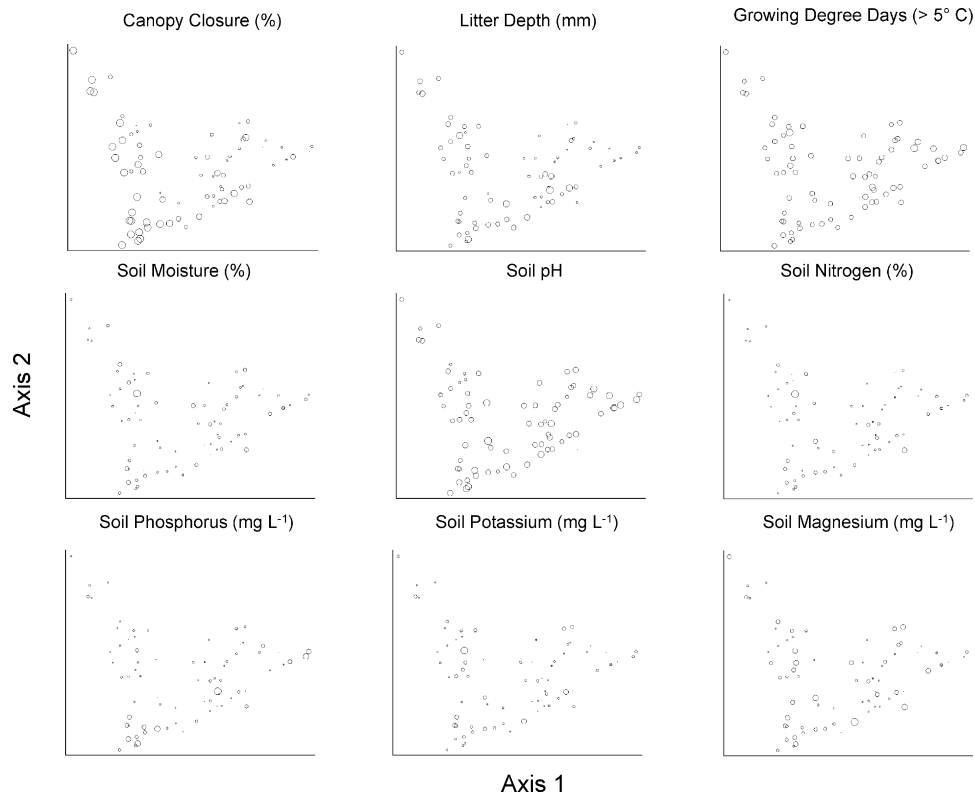 Canopy Closure (%)
Litter Depth (mm)
Growing Degree Days (> 5° C)
Soil Moisture (%)
Soil pH
Soil Nitrogen (%)
Axis 2
Soil Phosphorus (mg L-1)
Soil Potassium (mg L-1)
Soil Magnesium (mg L-1)
Axis 1